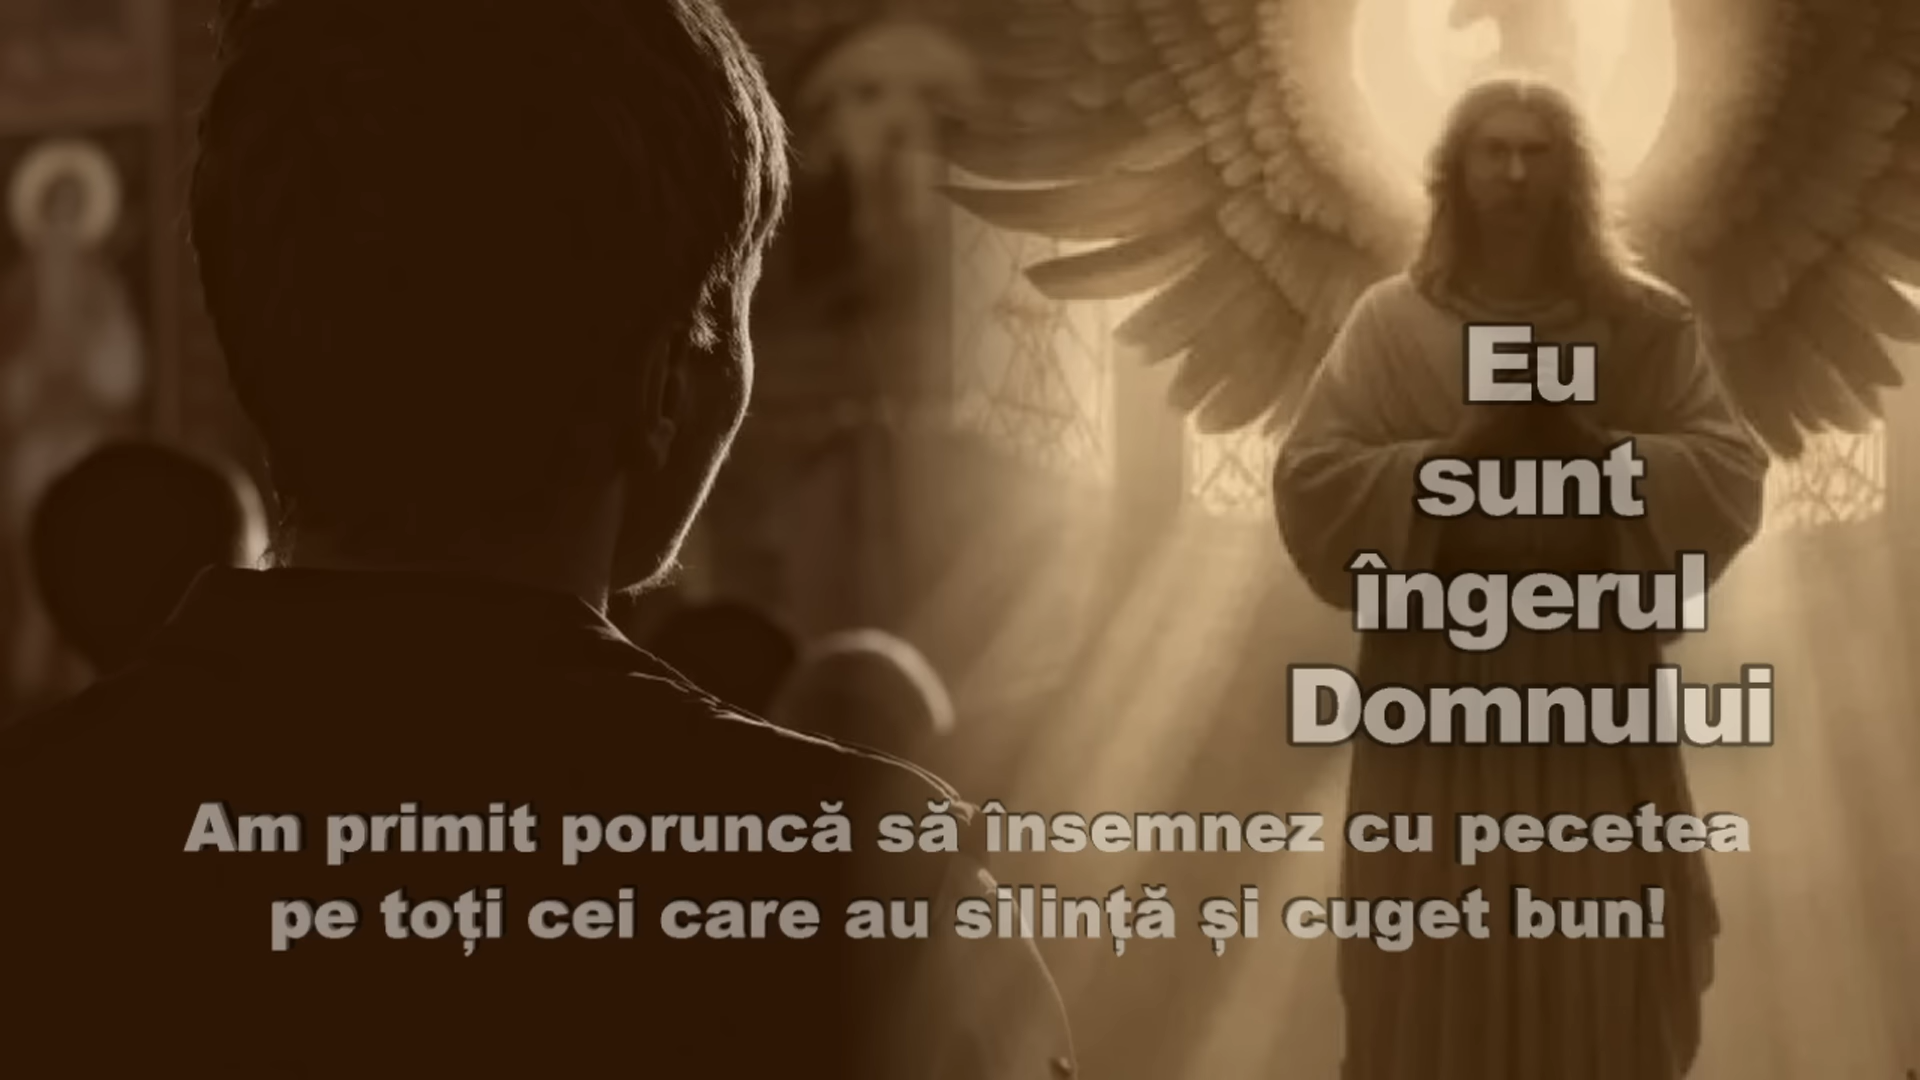 Eu
sunt
îngerul
Domnului
Am primit poruncă să însemnez cu pecetea
pe toți cei care au silință și cuget bun!